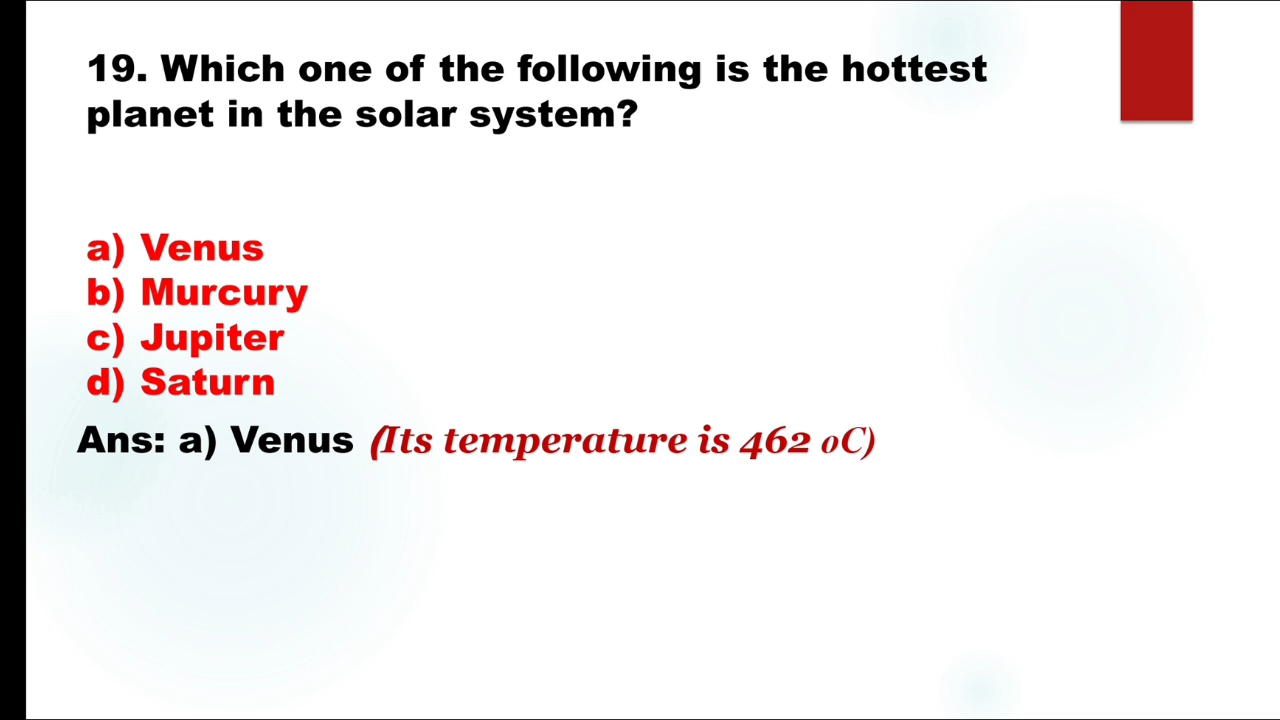 19. Which one of the following is the hottest
planet in the solar system?
a) Venus
b) Murcury
c) Jupiter
d) Saturn
Ans: a) Venus (Its temperature is 462 oC)